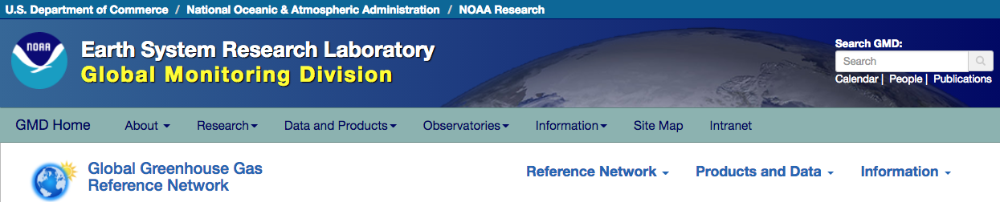 U.S. Department of Commerce / National Oceanic & Atmospheric Administration / NOAA Research
NOAA
Earth System Research Laboratory
Global Monitoring Division
Search GMD:
Search
Calendar | People | Publications
GMD Home About Research Data and Products Observatories Information Site Map Intranet
Global Greenhouse Gas
Reference Network
Reference Network Products and Data Information